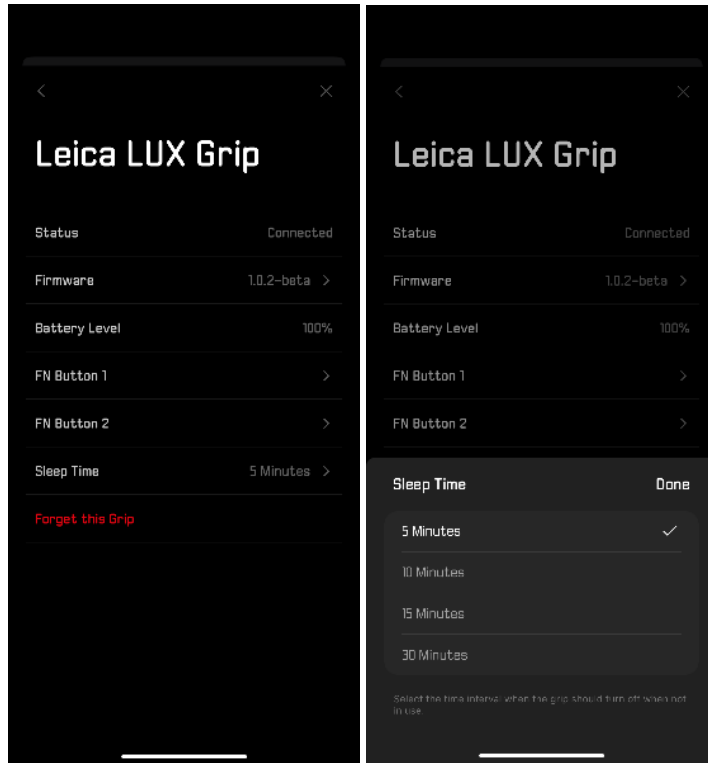 Leica LUX Grip
Status Connected
Firmware 1.0.2-beta
Battery Level 100%
FN Button 1
FN Button 2
Sleep Time 5 Minutes
Forget this Grip
Leica LUX Grip
Status Connected
Firmware 1.0.2-beta
Battery Level 100%
FN Button 1
FN Button 2
Sleep Time Done
5 Minutes
10 Minutes
15 Minutes
30 Minutes
Select the time interval when the grip should turn off when not
in use.